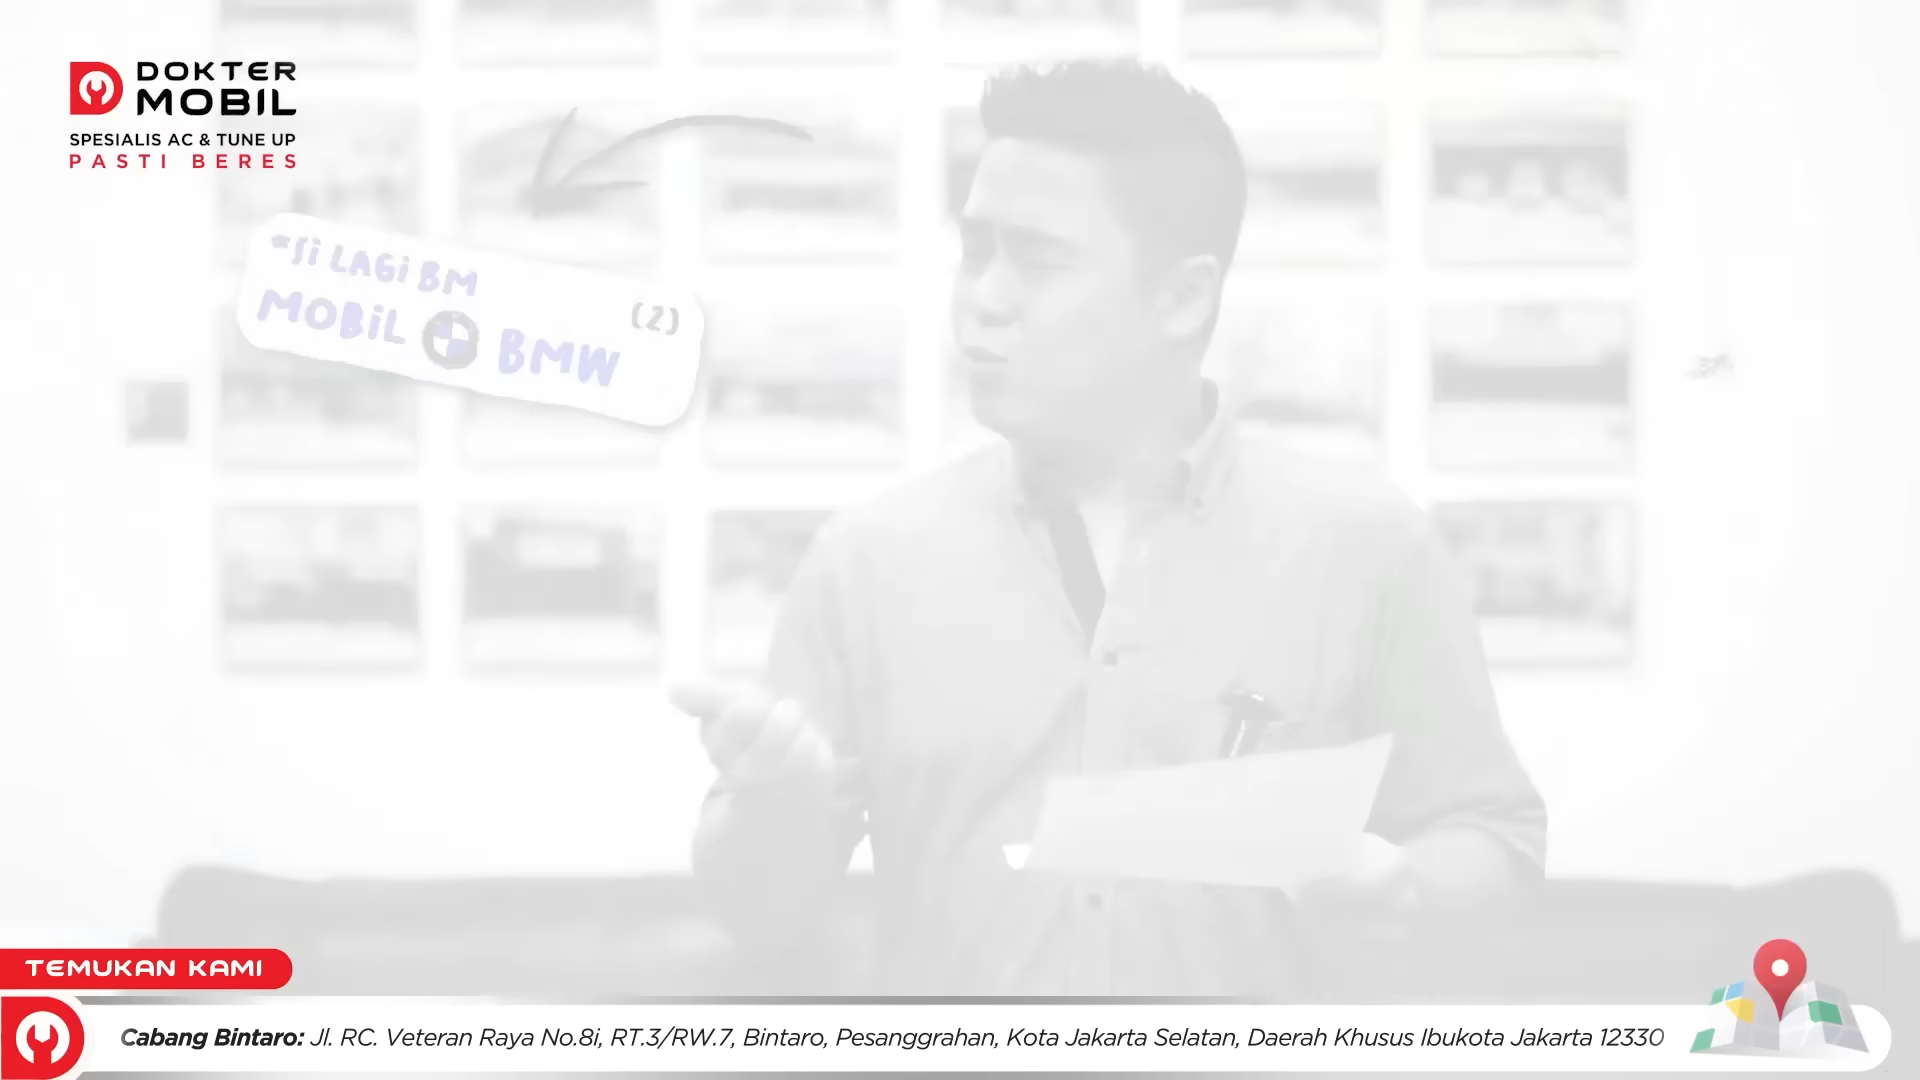 DOKTER
MOBIL
SPESIALIS AC & TUNE UP
PASTI BERES
*Si LAGi BM
MOBiL BMW
(2)
TEMUKAN KAMI
Cabang Bintaro: Jl. RC. Veteran Raya No.8i, RT.3/RW.7, Bintaro, Pesanggrahan, Kota Jakarta Selatan, Daerah Khusus Ibukota Jakarta 12330